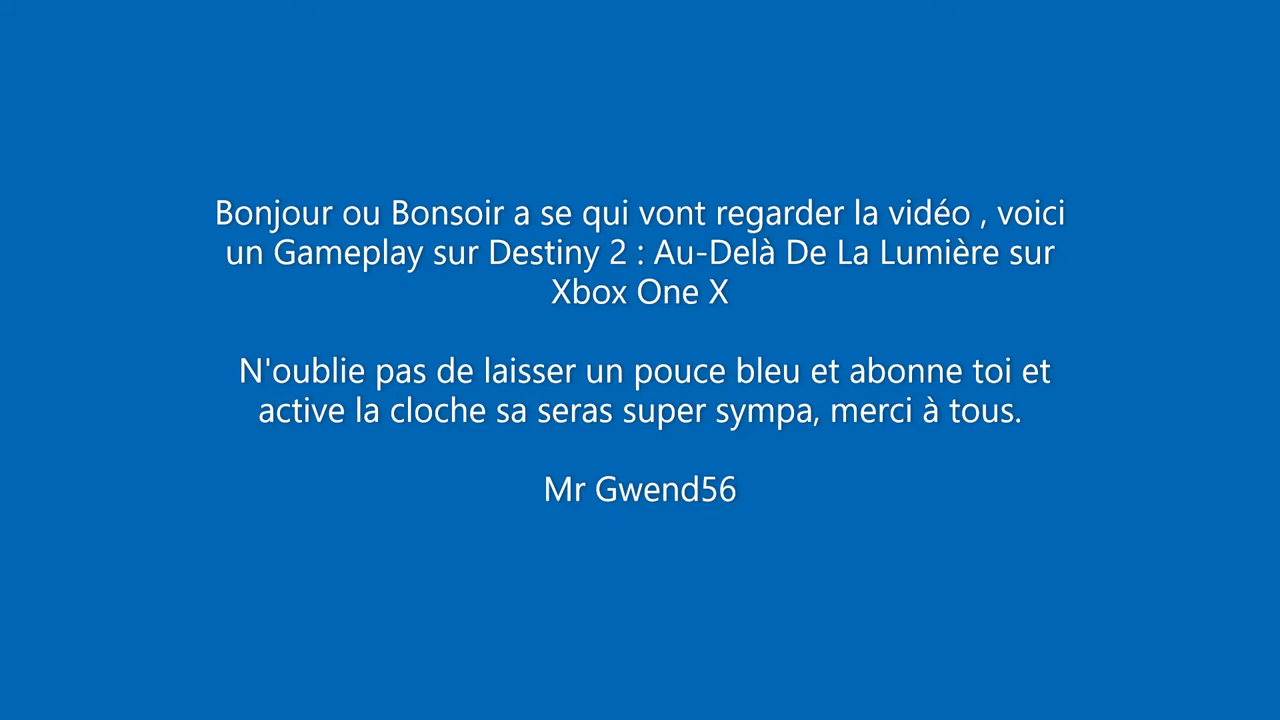 Bonjour ou Bonsoir a se qui vont regarder la vidéo , voici
un Gameplay sur Destiny 2 : Au-Delà De La Lumière sur
Xbox One X
N'oublie pas de laisser un pouce bleu et abonne toi et
active la cloche sa seras super sympa, merci à tous.
Mr Gwend56